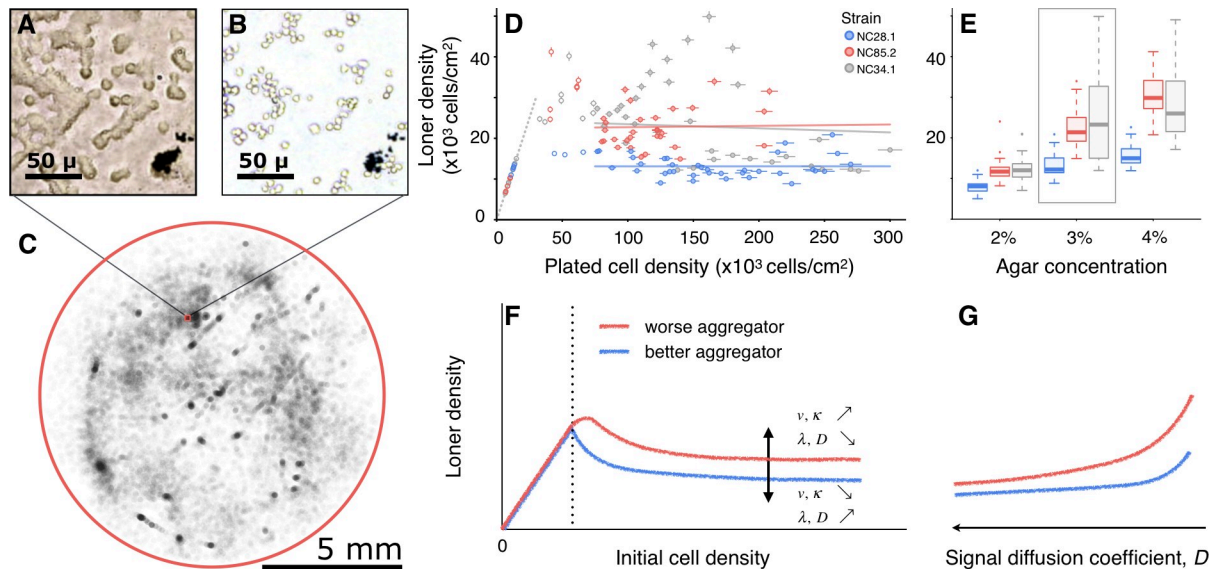 A
50 µ
B
50 µ
C
5 mm
D
Loner density
(x10³ cells/cm²)
40
20
0
0
50
100
150
200
250
300
Plated cell density (x10³ cells/cm²)
Strain
NC28.1
NC85.2
NC34.1
E
40
20
2%
3%
4%
Agar concentration
F
worse aggregator
better aggregator
Loner density
ν, κ ↗
λ, D ↘
ν, κ ↘
λ, D ↗
0
Initial cell density
G
Signal diffusion coefficient, D